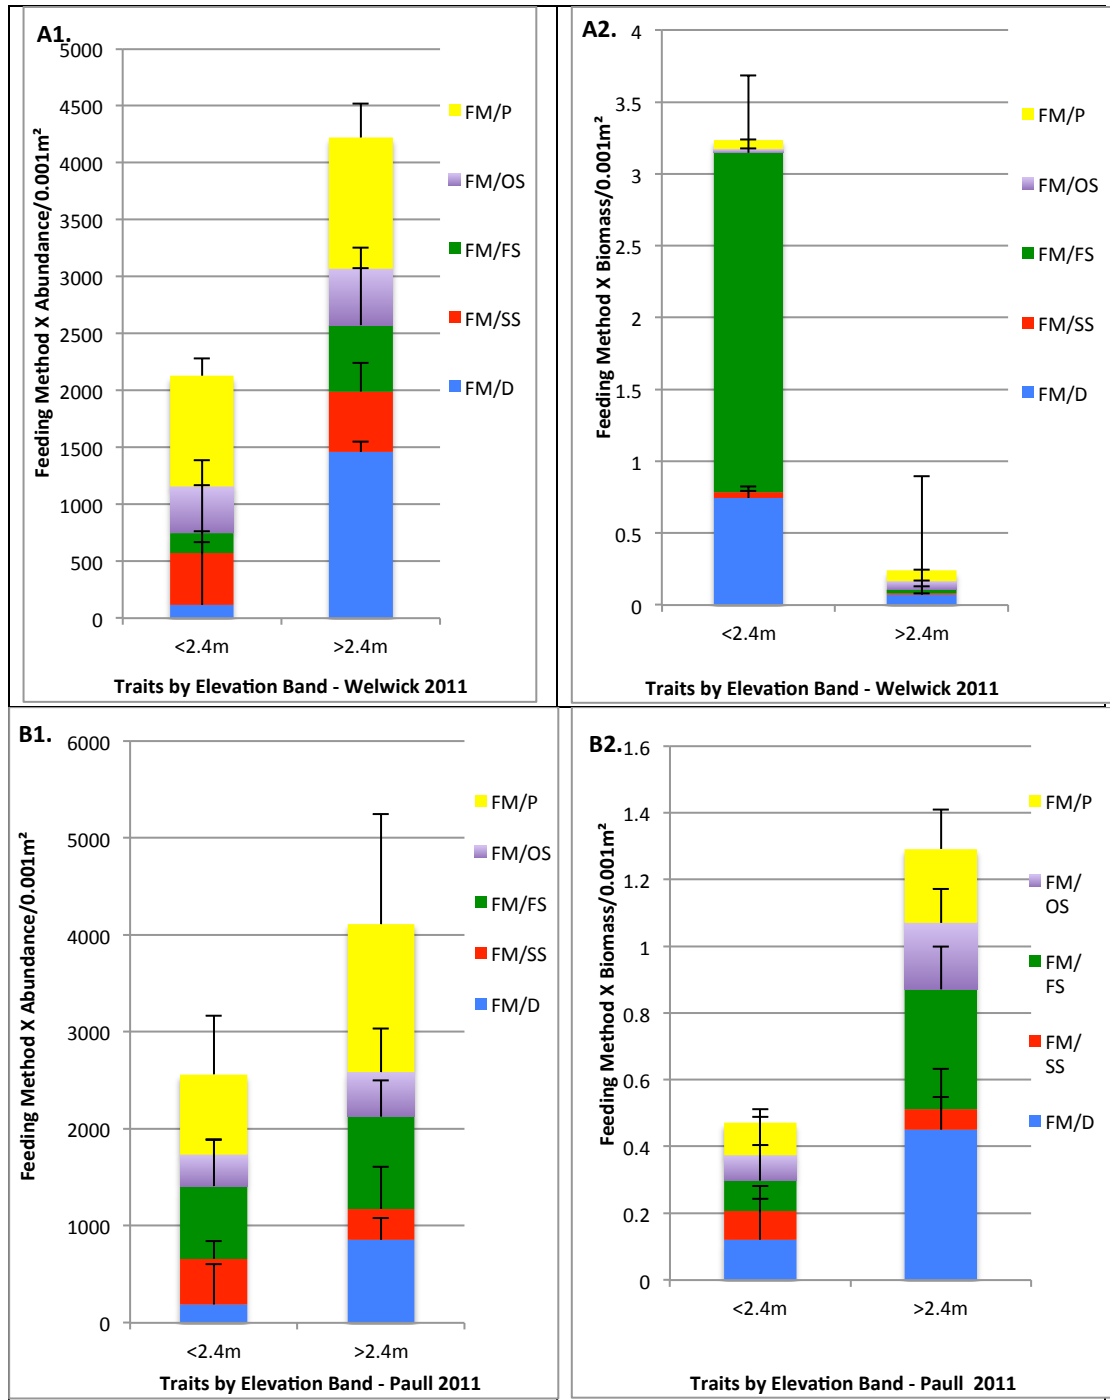 A1.
5000
4500
4000
3500
3000
2500
2000
1500
1000
500
0
Feeding Method X Abundance/0.001m²
<2.4m >2.4m
Traits by Elevation Band - Welwick 2011
FM/P
FM/OS
FM/FS
FM/SS
FM/D
A2.
4
3.5
3
2.5
2
1.5
1
0.5
0
Feeding Method X Biomass/0.001m²
<2.4m >2.4m
Traits by Elevation Band - Welwick 2011
FM/P
FM/OS
FM/FS
FM/SS
FM/D
B1.
6000
5000
4000
3000
2000
1000
0
Feeding Method X Abundance/0.001m²
<2.4m >2.4m
Traits by Elevation Band - Paull 2011
FM/P
FM/OS
FM/FS
FM/SS
FM/D
B2.
1.6
1.4
1.2
1
0.8
0.6
0.4
0.2
0
Feeding Method X Biomass/0.001m²
<2.4m >2.4m
Traits by Elevation Band - Paull 2011
FM/P
FM/
OS
FM/
FS
FM/
SS
FM/D